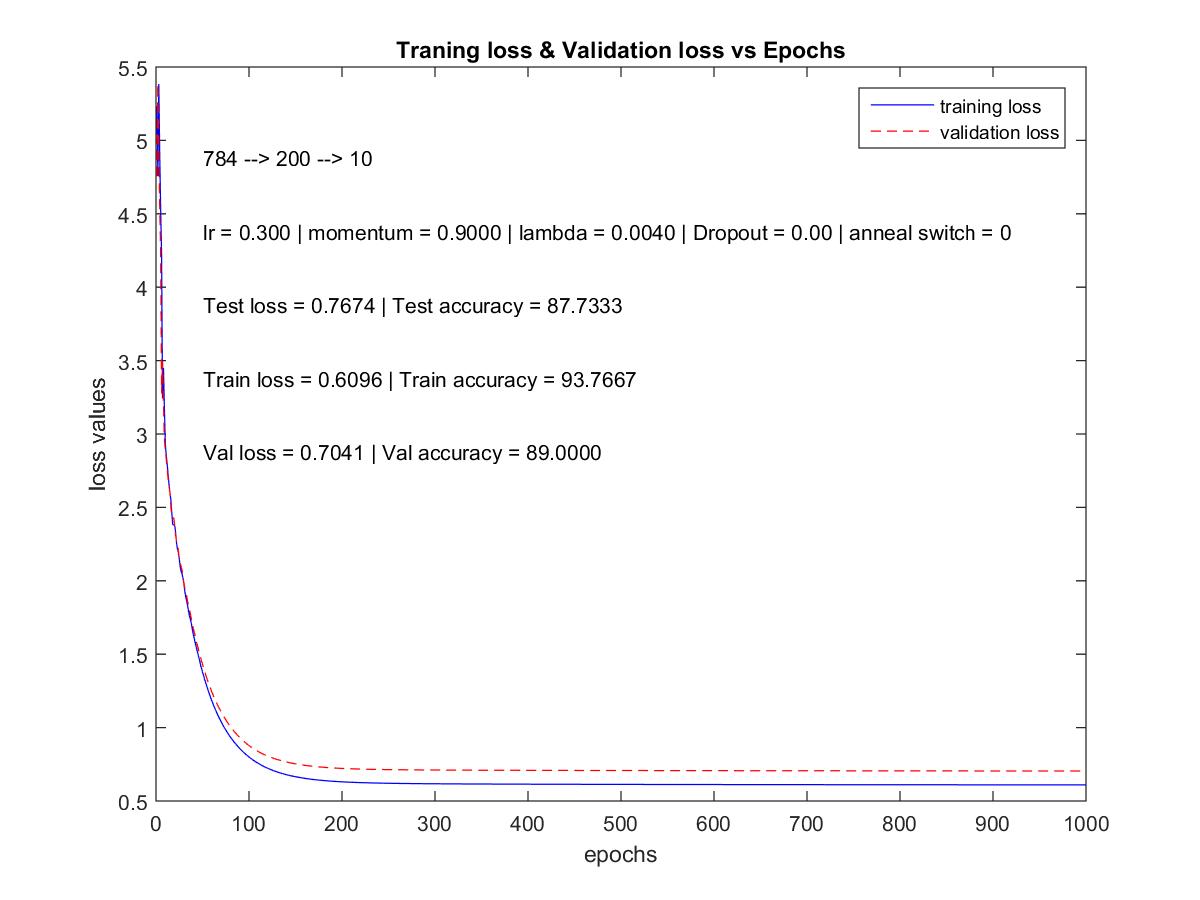 Traning loss & Validation loss vs Epochs
training loss
validation loss
784 --> 200 --> 10
lr = 0.300 | momentum = 0.9000 | lambda = 0.0040 | Dropout = 0.00 | anneal switch = 0
Test loss = 0.7674 | Test accuracy = 87.7333
Train loss = 0.6096 | Train accuracy = 93.7667
Val loss = 0.7041 | Val accuracy = 89.0000
loss values
5.5
5
4.5
4
3.5
3
2.5
2
1.5
1
0.5
0 100 200 300 400 500 600 700 800 900 1000
epochs